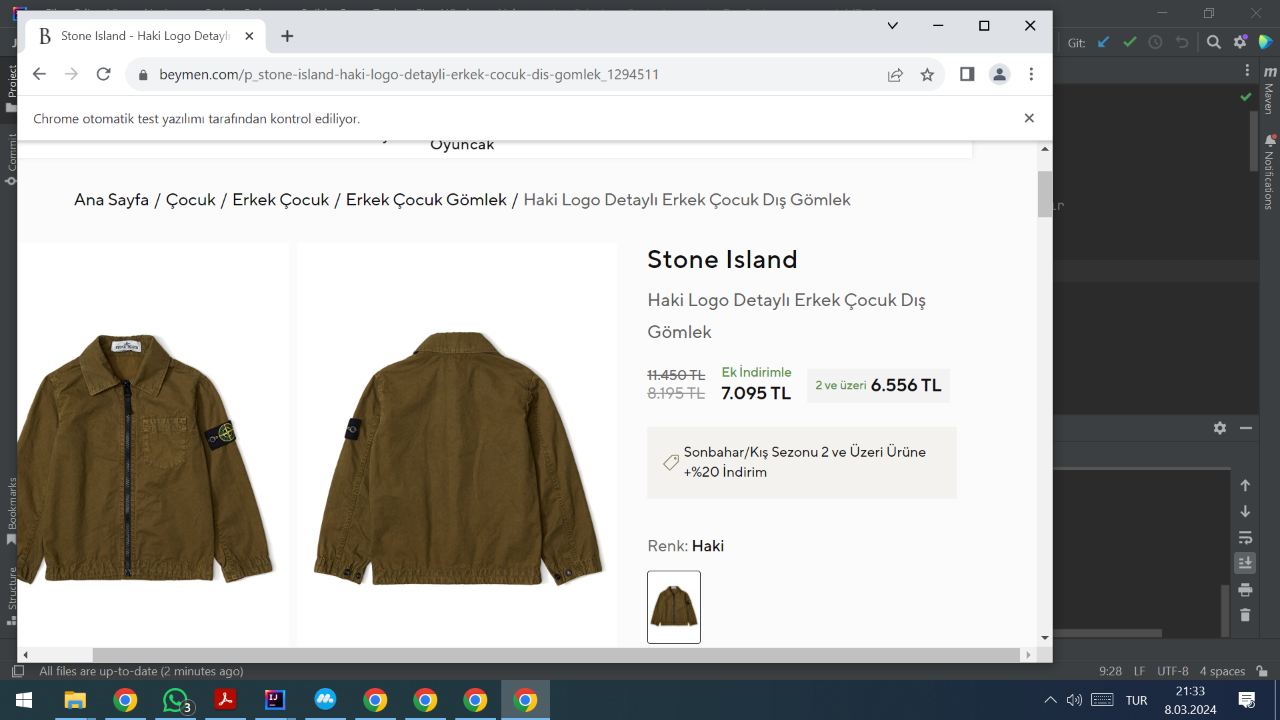 Stone Island - Haki Logo Detaylı
beymen.com/p_stone-island-haki-logo-detayli-erkek-cocuk-dis-gomlek_1294511
Chrome otomatik test yazılımı tarafından kontrol ediliyor.
Oyuncak
Ana Sayfa / Çocuk / Erkek Çocuk / Erkek Çocuk Gömlek / Haki Logo Detaylı Erkek Çocuk Dış Gömlek
Stone Island
Haki Logo Detaylı Erkek Çocuk Dış
Gömlek
11.450 TL
8.195 TL
Ek İndirimle
7.095 TL
2 ve üzeri 6.556 TL
Sonbahar/Kış Sezonu 2 ve Üzeri Ürüne
+%20 İndirim
Renk: Haki
Git:
Project
Commit
Bookmarks
Structure
m
Maven
Notifications
All files are up-to-date (2 minutes ago)
9:28 LF UTF-8 4 spaces
3
TUR
21:33
8.03.2024